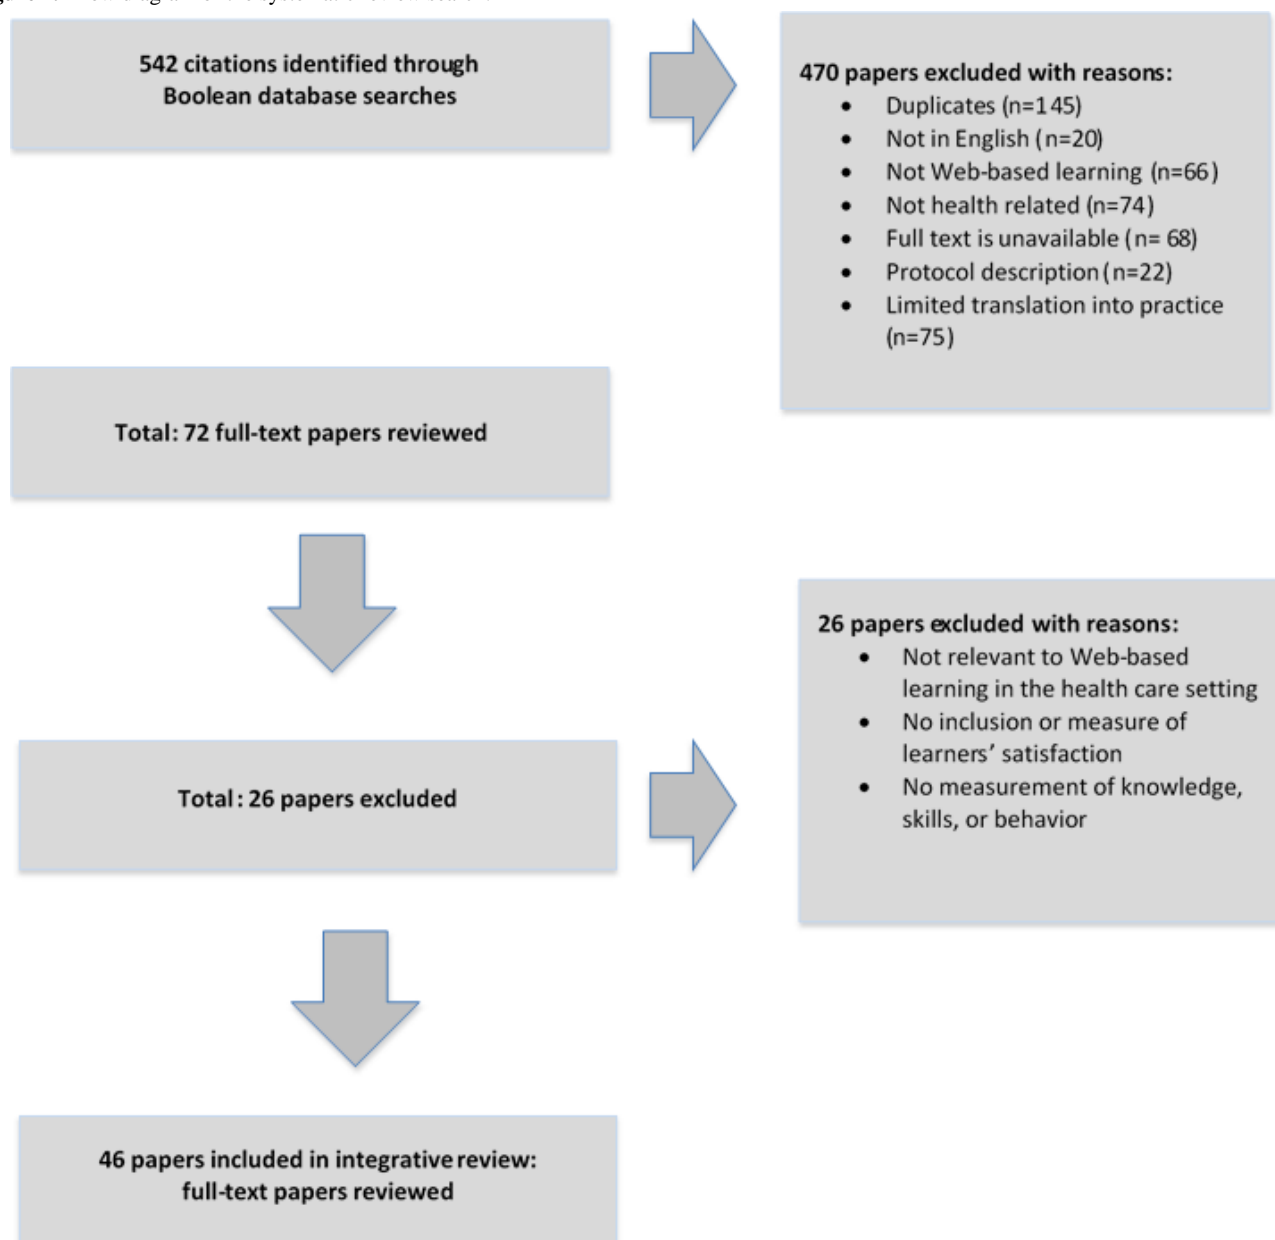 542 citations identified through
Boolean database searches
470 papers excluded with reasons:
• Duplicates (n=145)
• Not in English (n=20)
• Not Web-based learning (n=66)
• Not health related (n=74)
• Full text is unavailable (n= 68)
• Protocol description (n=22)
• Limited translation into practice
(n=75)
Total: 72 full-text papers reviewed
26 papers excluded with reasons:
• Not relevant to Web-based
learning in the health care setting
• No inclusion or measure of
learners’ satisfaction
• No measurement of knowledge,
skills, or behavior
Total: 26 papers excluded
46 papers included in integrative review:
full-text papers reviewed